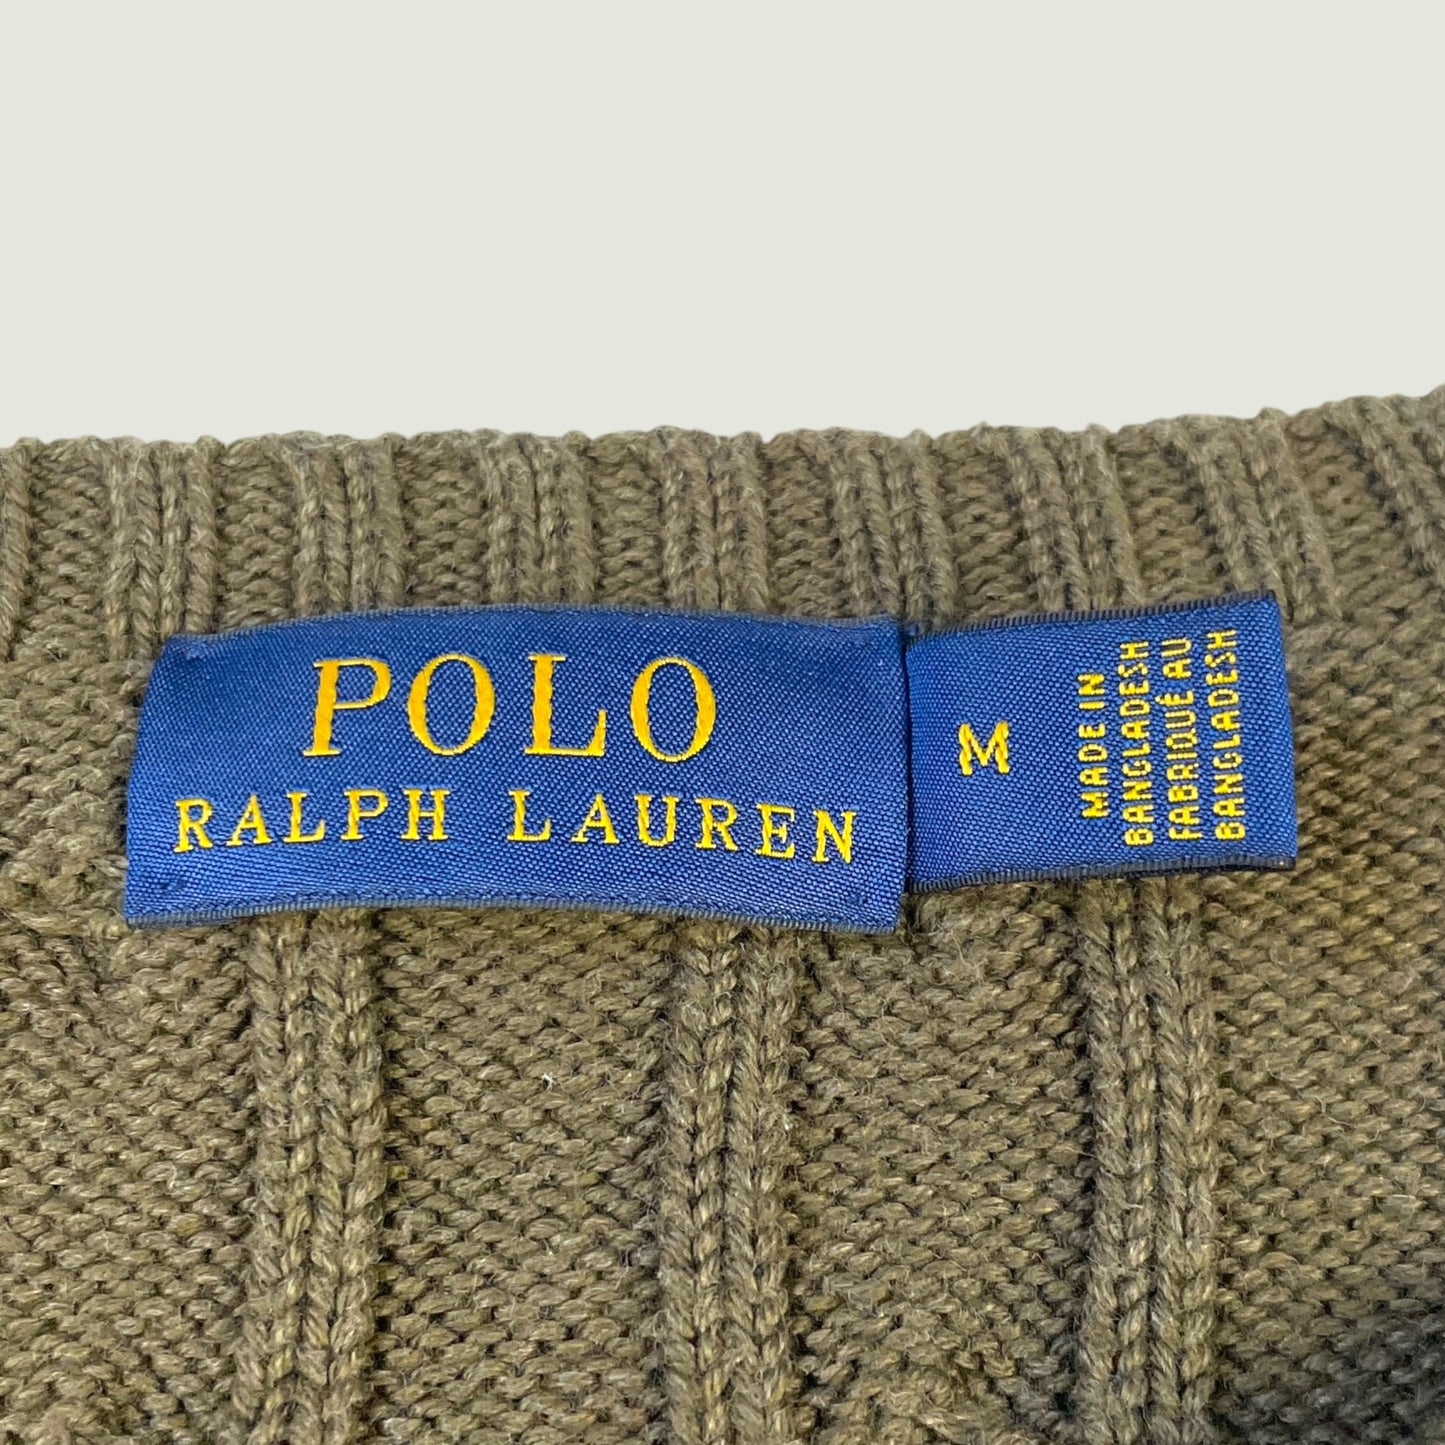 POLO
RALPH LAUREN
M
MADE IN
BANGLADESH
FABRIQUÉ AU
BANGLADESH